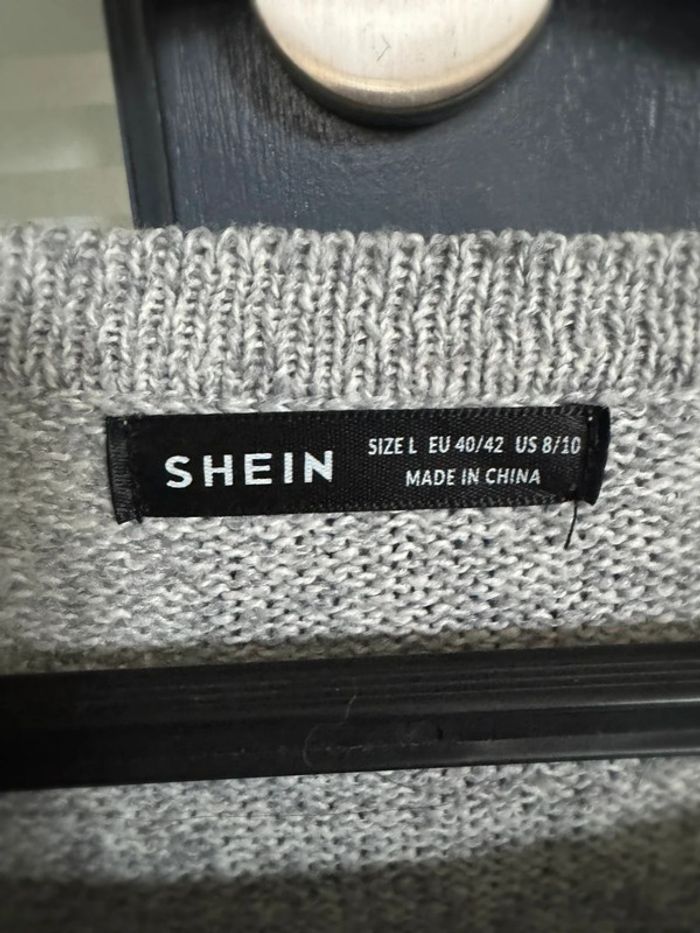 SHEIN
SIZE L EU 40/42 US 8/10
MADE IN CHINA